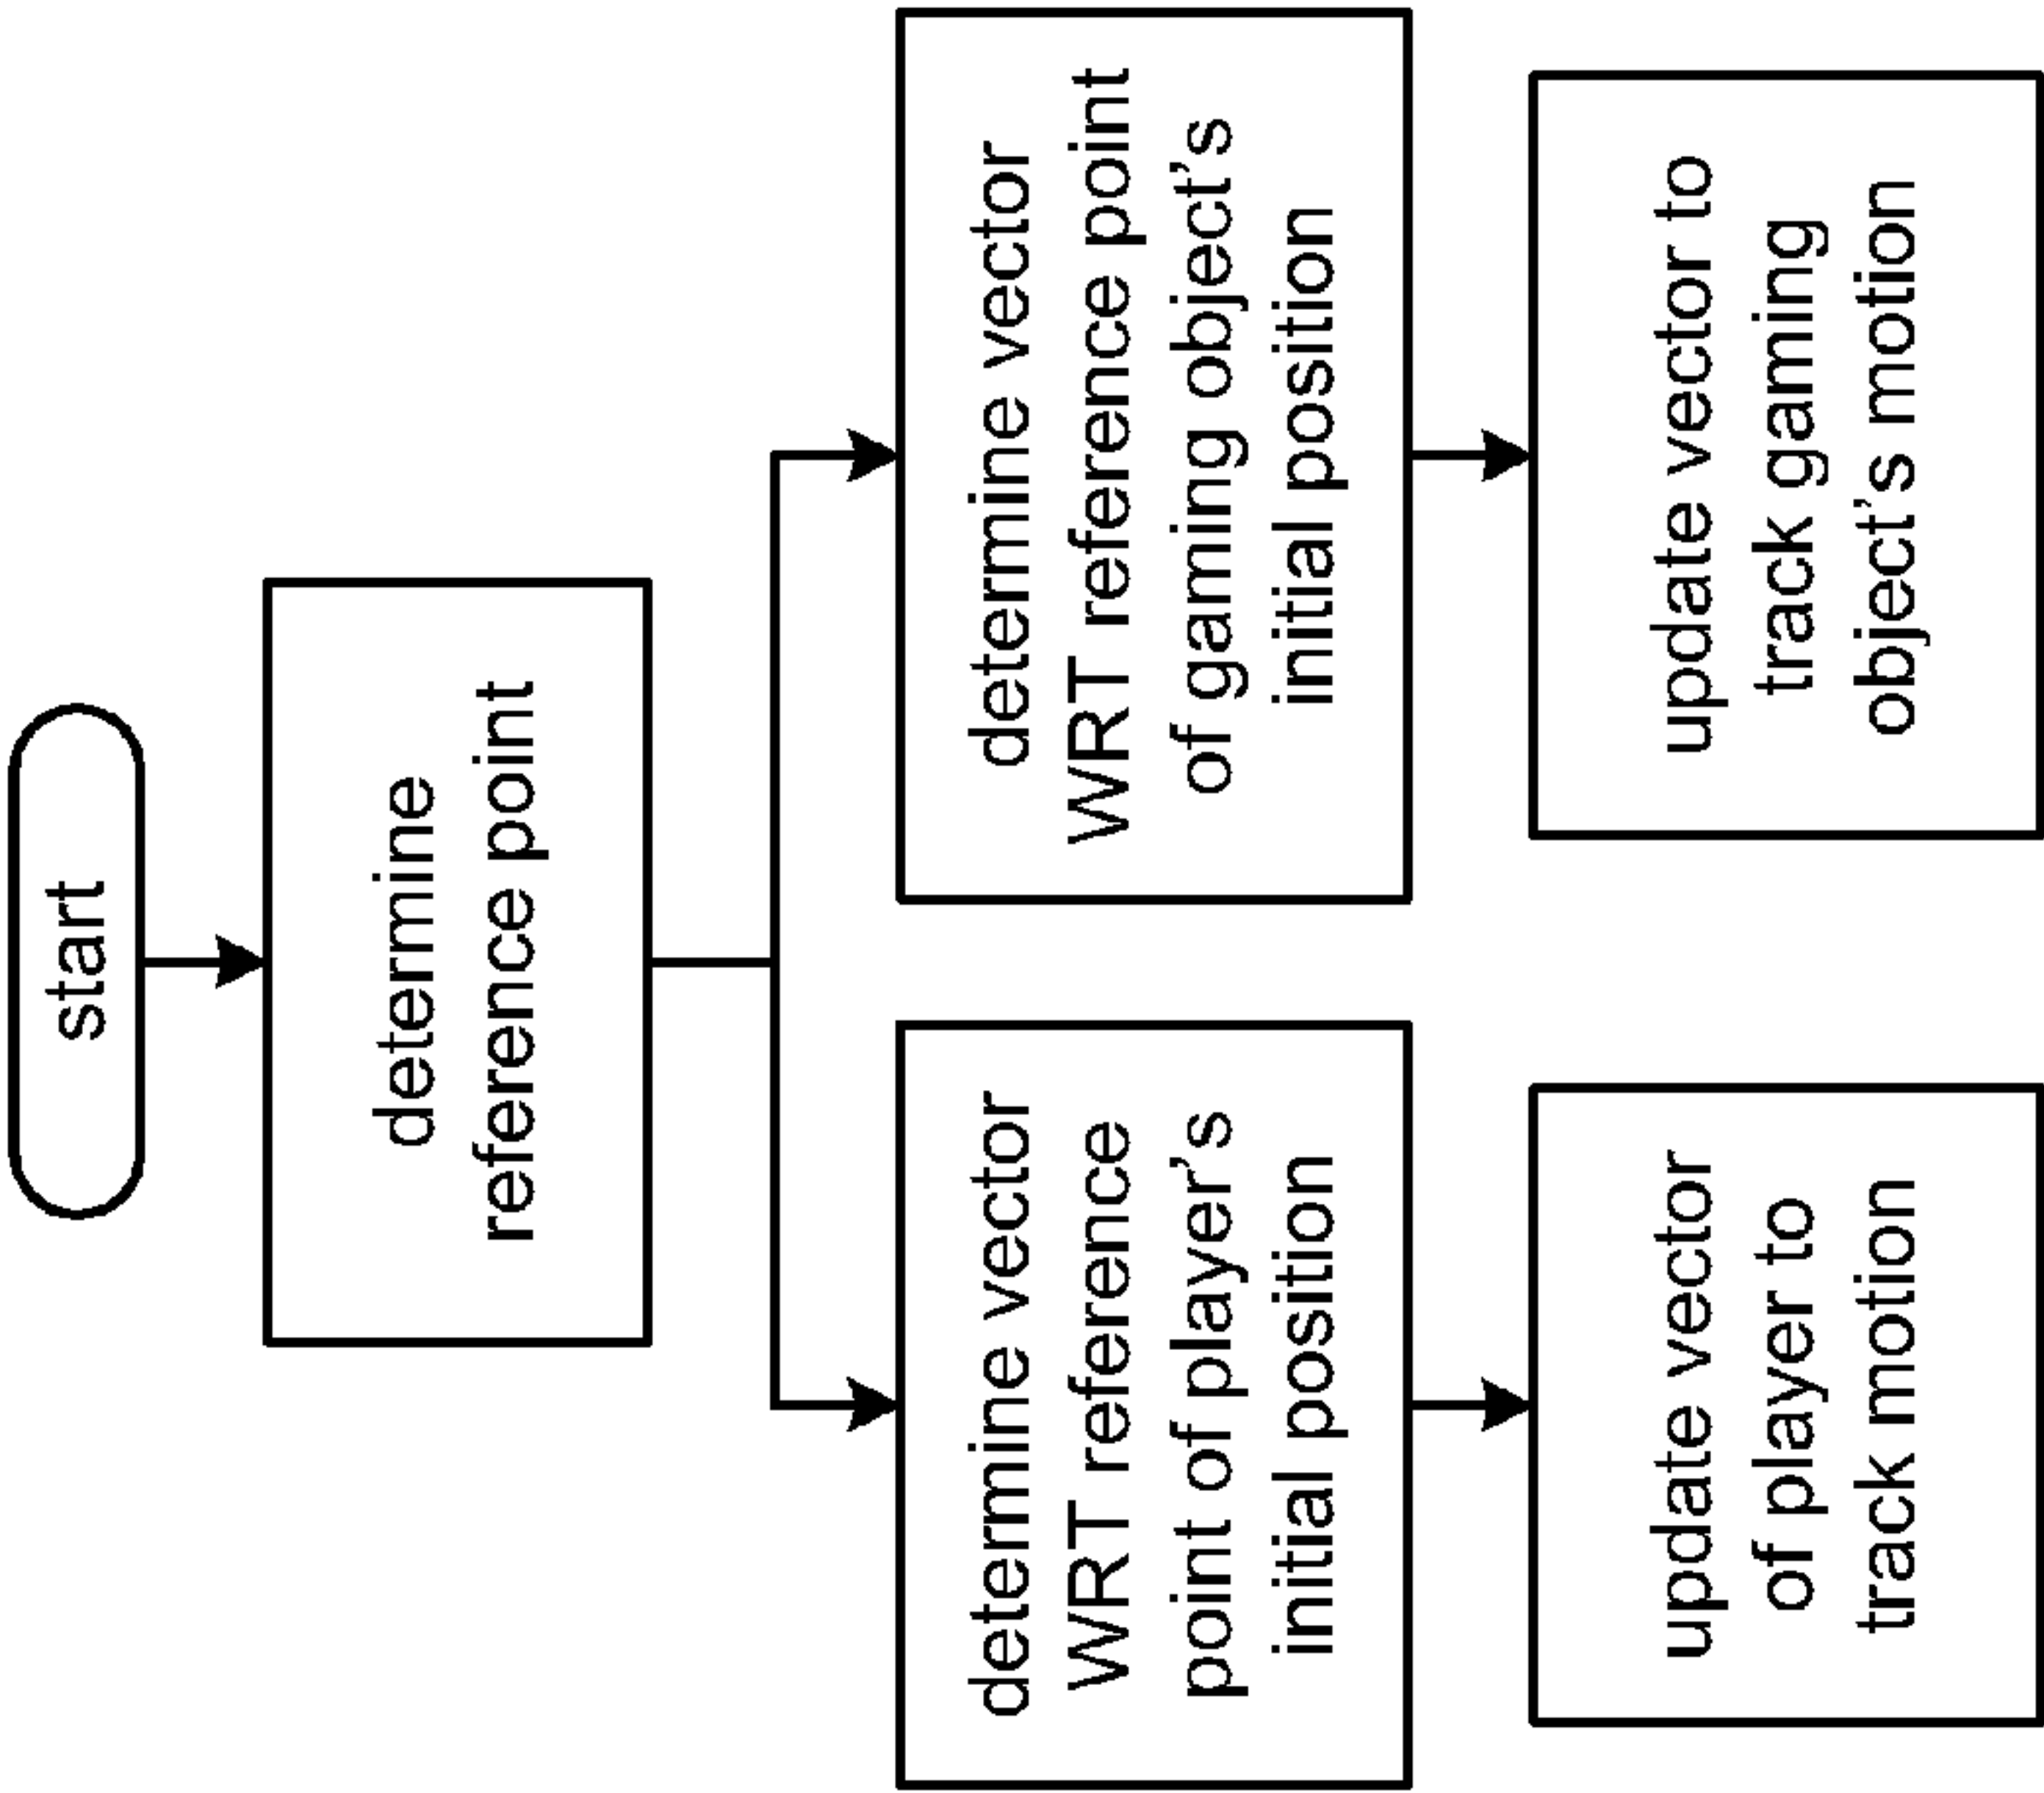 start
determine
reference point
determine vector
WRT reference
point of player's
initial position
determine vector
WRT reference point
of gaming object's
initial position
update vector
of player to
track motion
update vector to
track gaming
object's motion